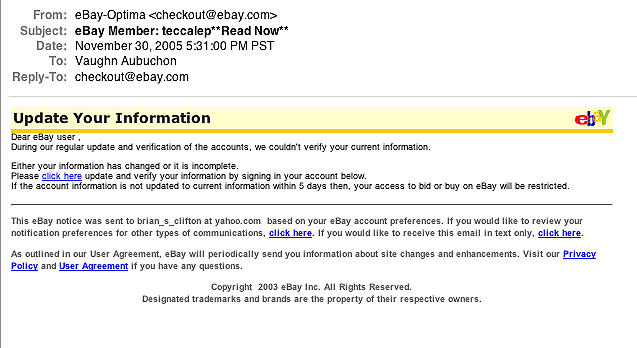 From: eBay-Optima <checkout@ebay.com>
Subject: eBay Member: teccalep**Read Now**
Date: November 30, 2005 5:31:00 PM PST
To: Vaughn Aubuchon
Reply-To: checkout@ebay.com
Update Your Information
ebaY
Dear eBay user ,
During our regular update and verification of the accounts, we couldn't verify your current information.
Either your information has changed or it is incomplete.
Please click here update and verify your information by signing in your account below.
If the account information is not updated to current information within 5 days then, your access to bid or buy on eBay will be restricted.
This eBay notice was sent to brian_s_clifton at yahoo.com  based on your eBay account preferences. If you would like to review your
notification preferences for other types of communications, click here. If you would like to receive this email in text only, click here.
As outlined in our User Agreement, eBay will periodically send you information about site changes and enhancements. Visit our Privacy
Policy and User Agreement if you have any questions.
Copyright  2003 eBay Inc. All Rights Reserved.
Designated trademarks and brands are the property of their respective owners.